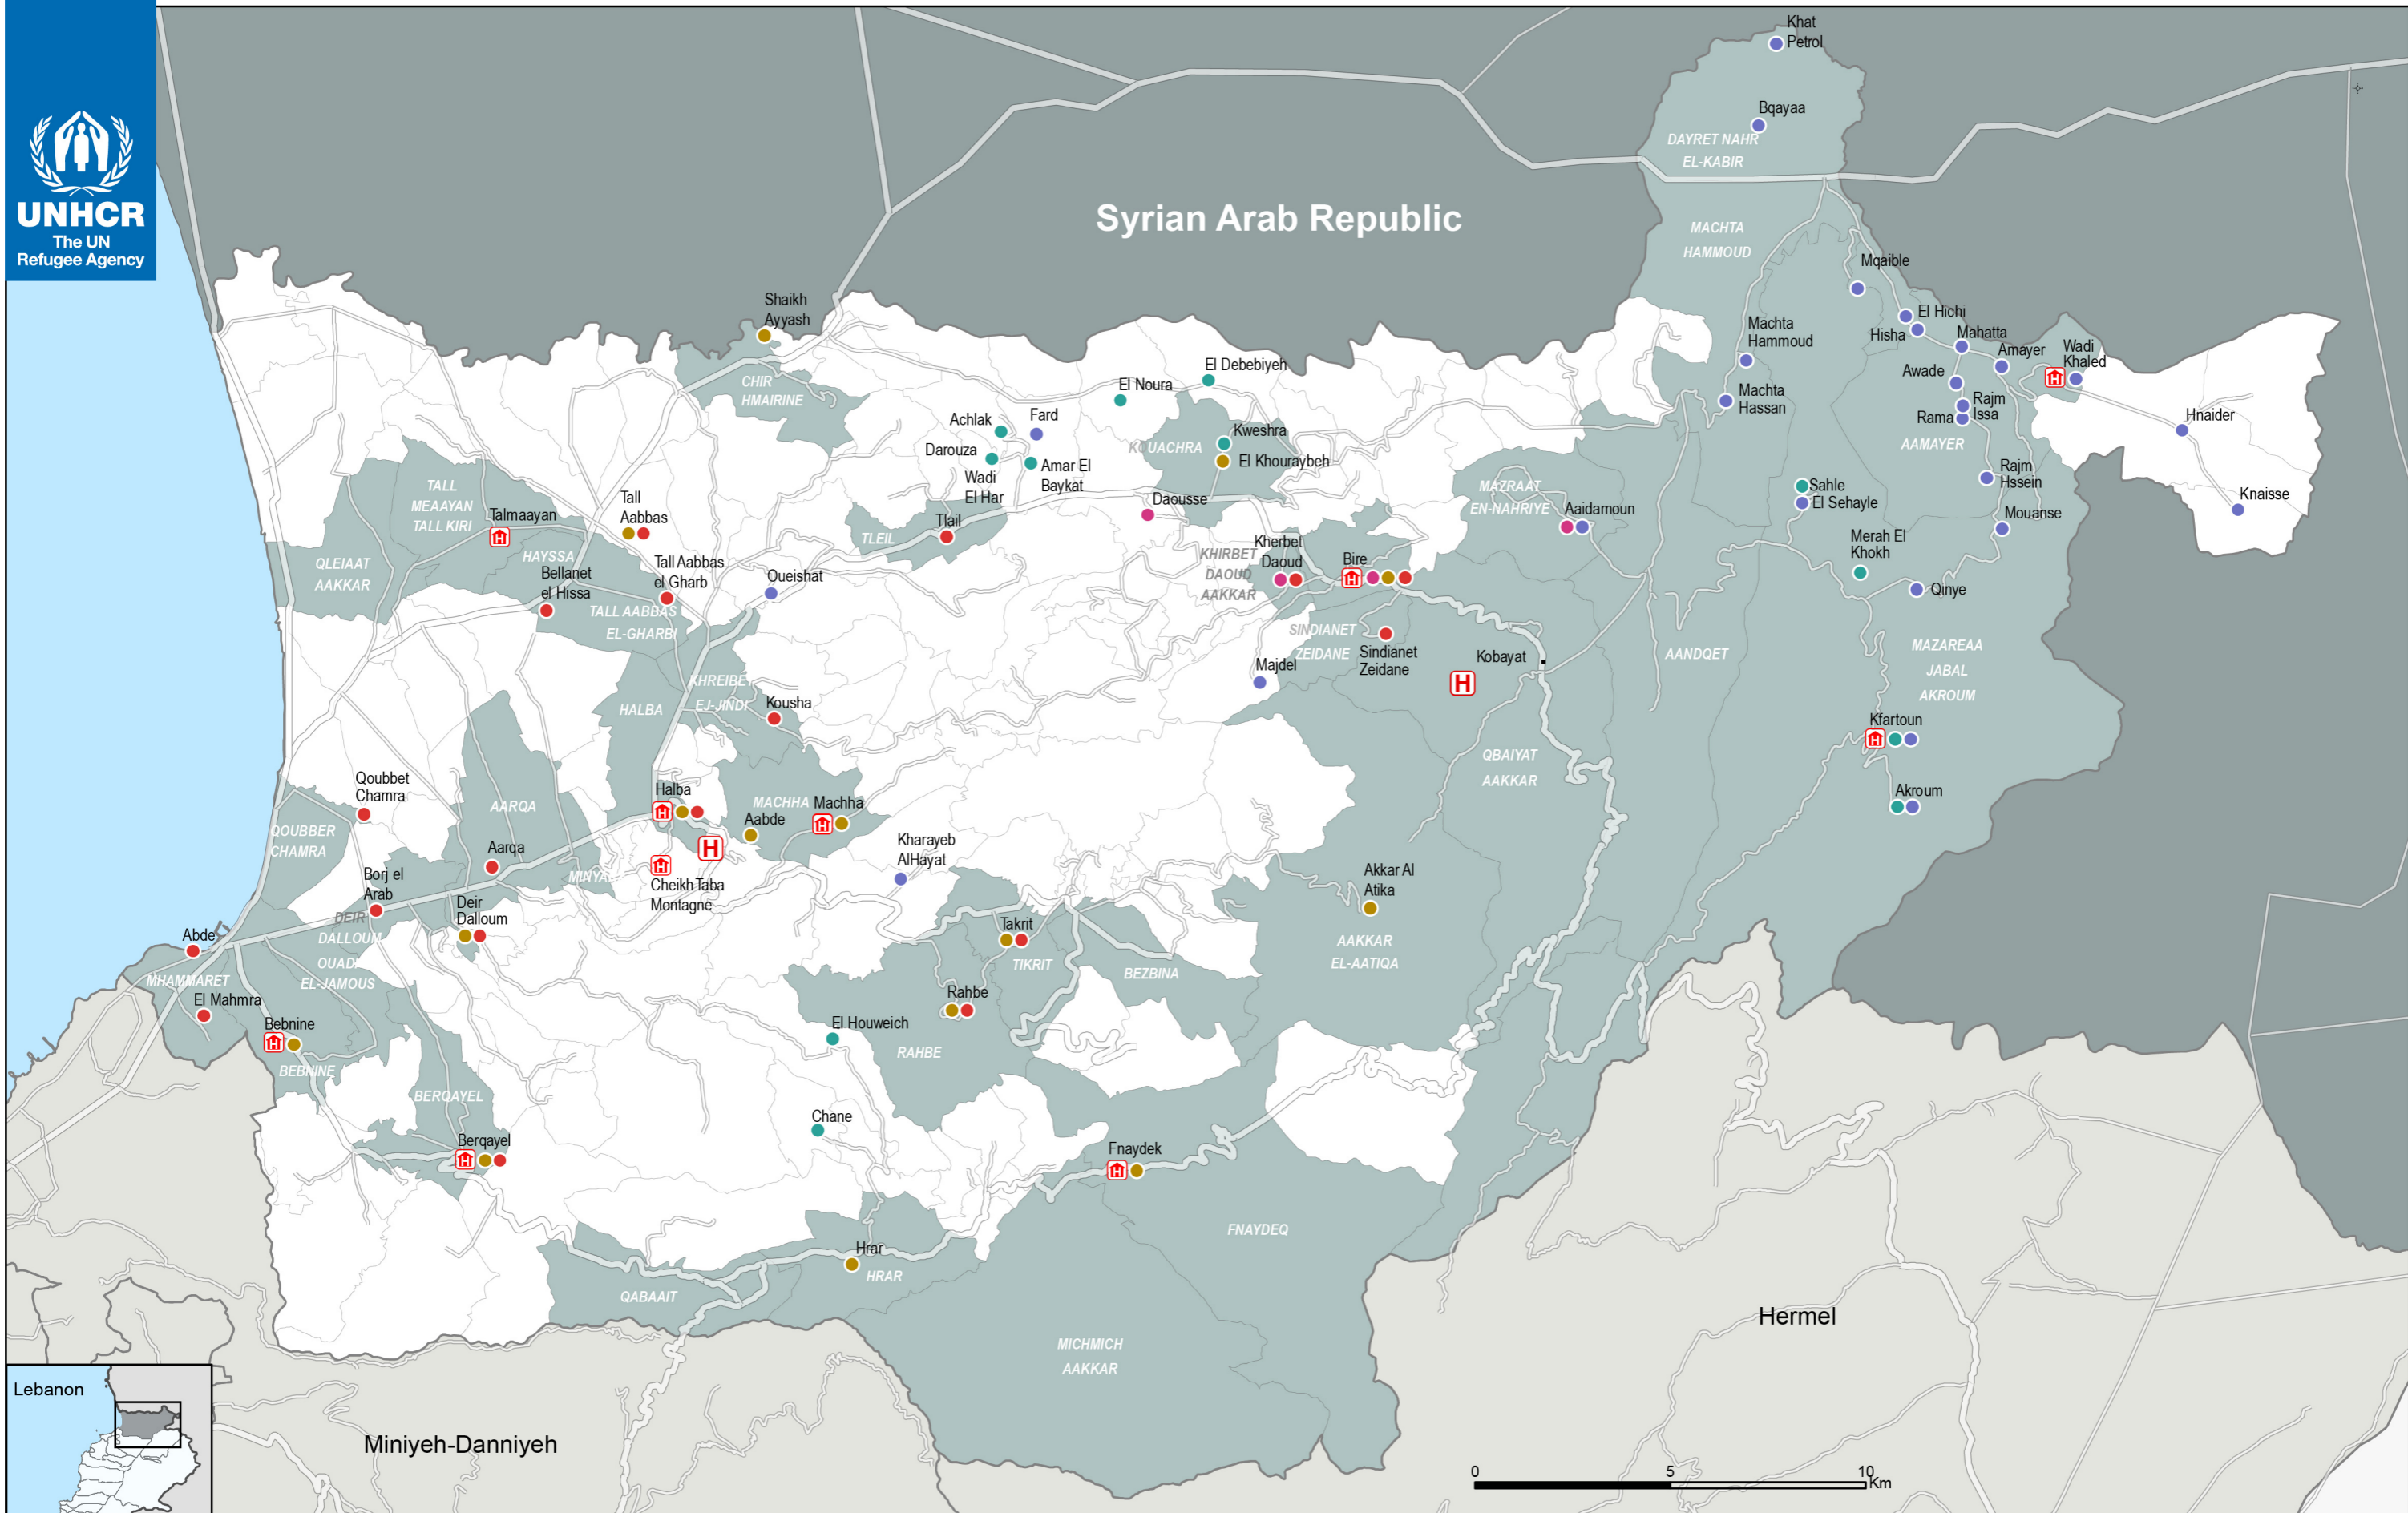 UNHCR
The UN
Refugee Agency
Syrian Arab Republic
Khat
Petrol
Bqayaa
DAYRET NAHR
EL-KABIR
MACHTA
HAMMOUD
Mqaible
El Hichi
Hisha
Mahatta
Amayer
Wadi
Khaled
Machta
Hammoud
Awade
Machta
Hassan
Rajm
Issa
Rama
AAMAYER
Hnaider
Rajm
Hssein
Knaisse
Mouanse
Sahle
El Sehayle
Merah El
Khokh
Qinye
MAZAREAA
JABAL
AKROUM
Kfartoun
Akroum
AANDQET
Shaikh
Ayyash
CHIR
HMAIRINE
El Debebiyeh
El Noura
Achlak
Fard
Darouza
Wadi
El Har
Amar El
Baykat
KOUACHRA
Kweshra
El Khouraybeh
Daousse
MAZRAAT
EN-NAHRIYE
Aaidamoun
TALL
MEAAYAN
TALL KIRI
Talmaayan
Tall
Aabbas
Tlail
TLEIL
HAYSSA
QLEIAAT
AAKKAR
Bellanet
el Hissa
Tall Aabbas
el Gharb
TALL AABBAS
EL-GHARBI
Oueishat
KHIRBET
DAOUD
AAKKAR
Kherbet
Daoud
Bire
SINDIANET
ZEIDANE
Sindianet
Zeidane
Majdel
Kobayat
H
QBAIYAT
AAKKAR
KHREIBET
EJ-JINDI
HALBA
Kousha
Qoubbet
Chamra
QOUBBER
CHAMRA
AARQA
Aarqa
Halba
MACHHA
Machha
Aabde
H
MINYARA
Cheikh Taba
Montagne
Kharayeb
AlHayat
Borj el
Arab
DEIR
DALLOUM
Deir
Dalloum
Abde
OUADI
EL-JAMOUS
MHAMMARET
El Mahmra
Bebnine
BEBNINE
BERQAYEL
Berqayel
Takrit
TIKRIT
BEZBINA
Rahbe
RAHBE
El Houweich
Chane
Akkar Al
Atika
AAKKAR
EL-AATIQA
Fnaydek
FNAYDEQ
Hrar
HRAR
QABAAIT
MICHMICH
AAKKAR
Hermel
Miniyeh-Danniyeh
Lebanon
0 5 10
Km